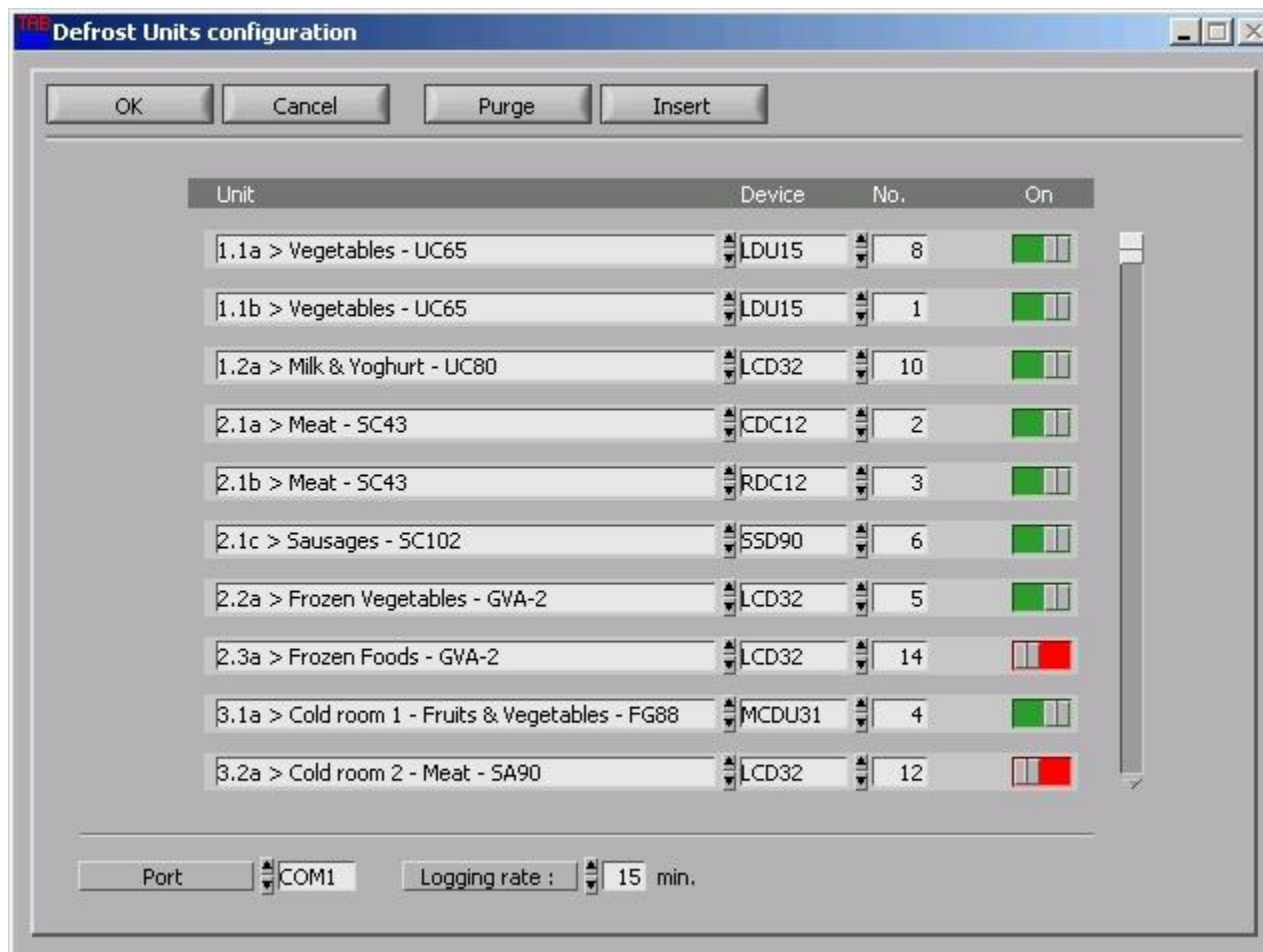 TAB Defrost Units configuration
OK Cancel Purge Insert
Unit Device No. On
1.1a > Vegetables - UC65 LDU15 8
1.1b > Vegetables - UC65 LDU15 1
1.2a > Milk & Yoghurt - UC80 LCD32 10
2.1a > Meat - SC43 CDC12 2
2.1b > Meat - SC43 RDC12 3
2.1c > Sausages - SC102 SSD90 6
2.2a > Frozen Vegetables - GVA-2 LCD32 5
2.3a > Frozen Foods - GVA-2 LCD32 14
3.1a > Cold room 1 - Fruits & Vegetables - FG88 MCDU31 4
3.2a > Cold room 2 - Meat - SA90 LCD32 12
Port COM1 Logging rate : 15 min.